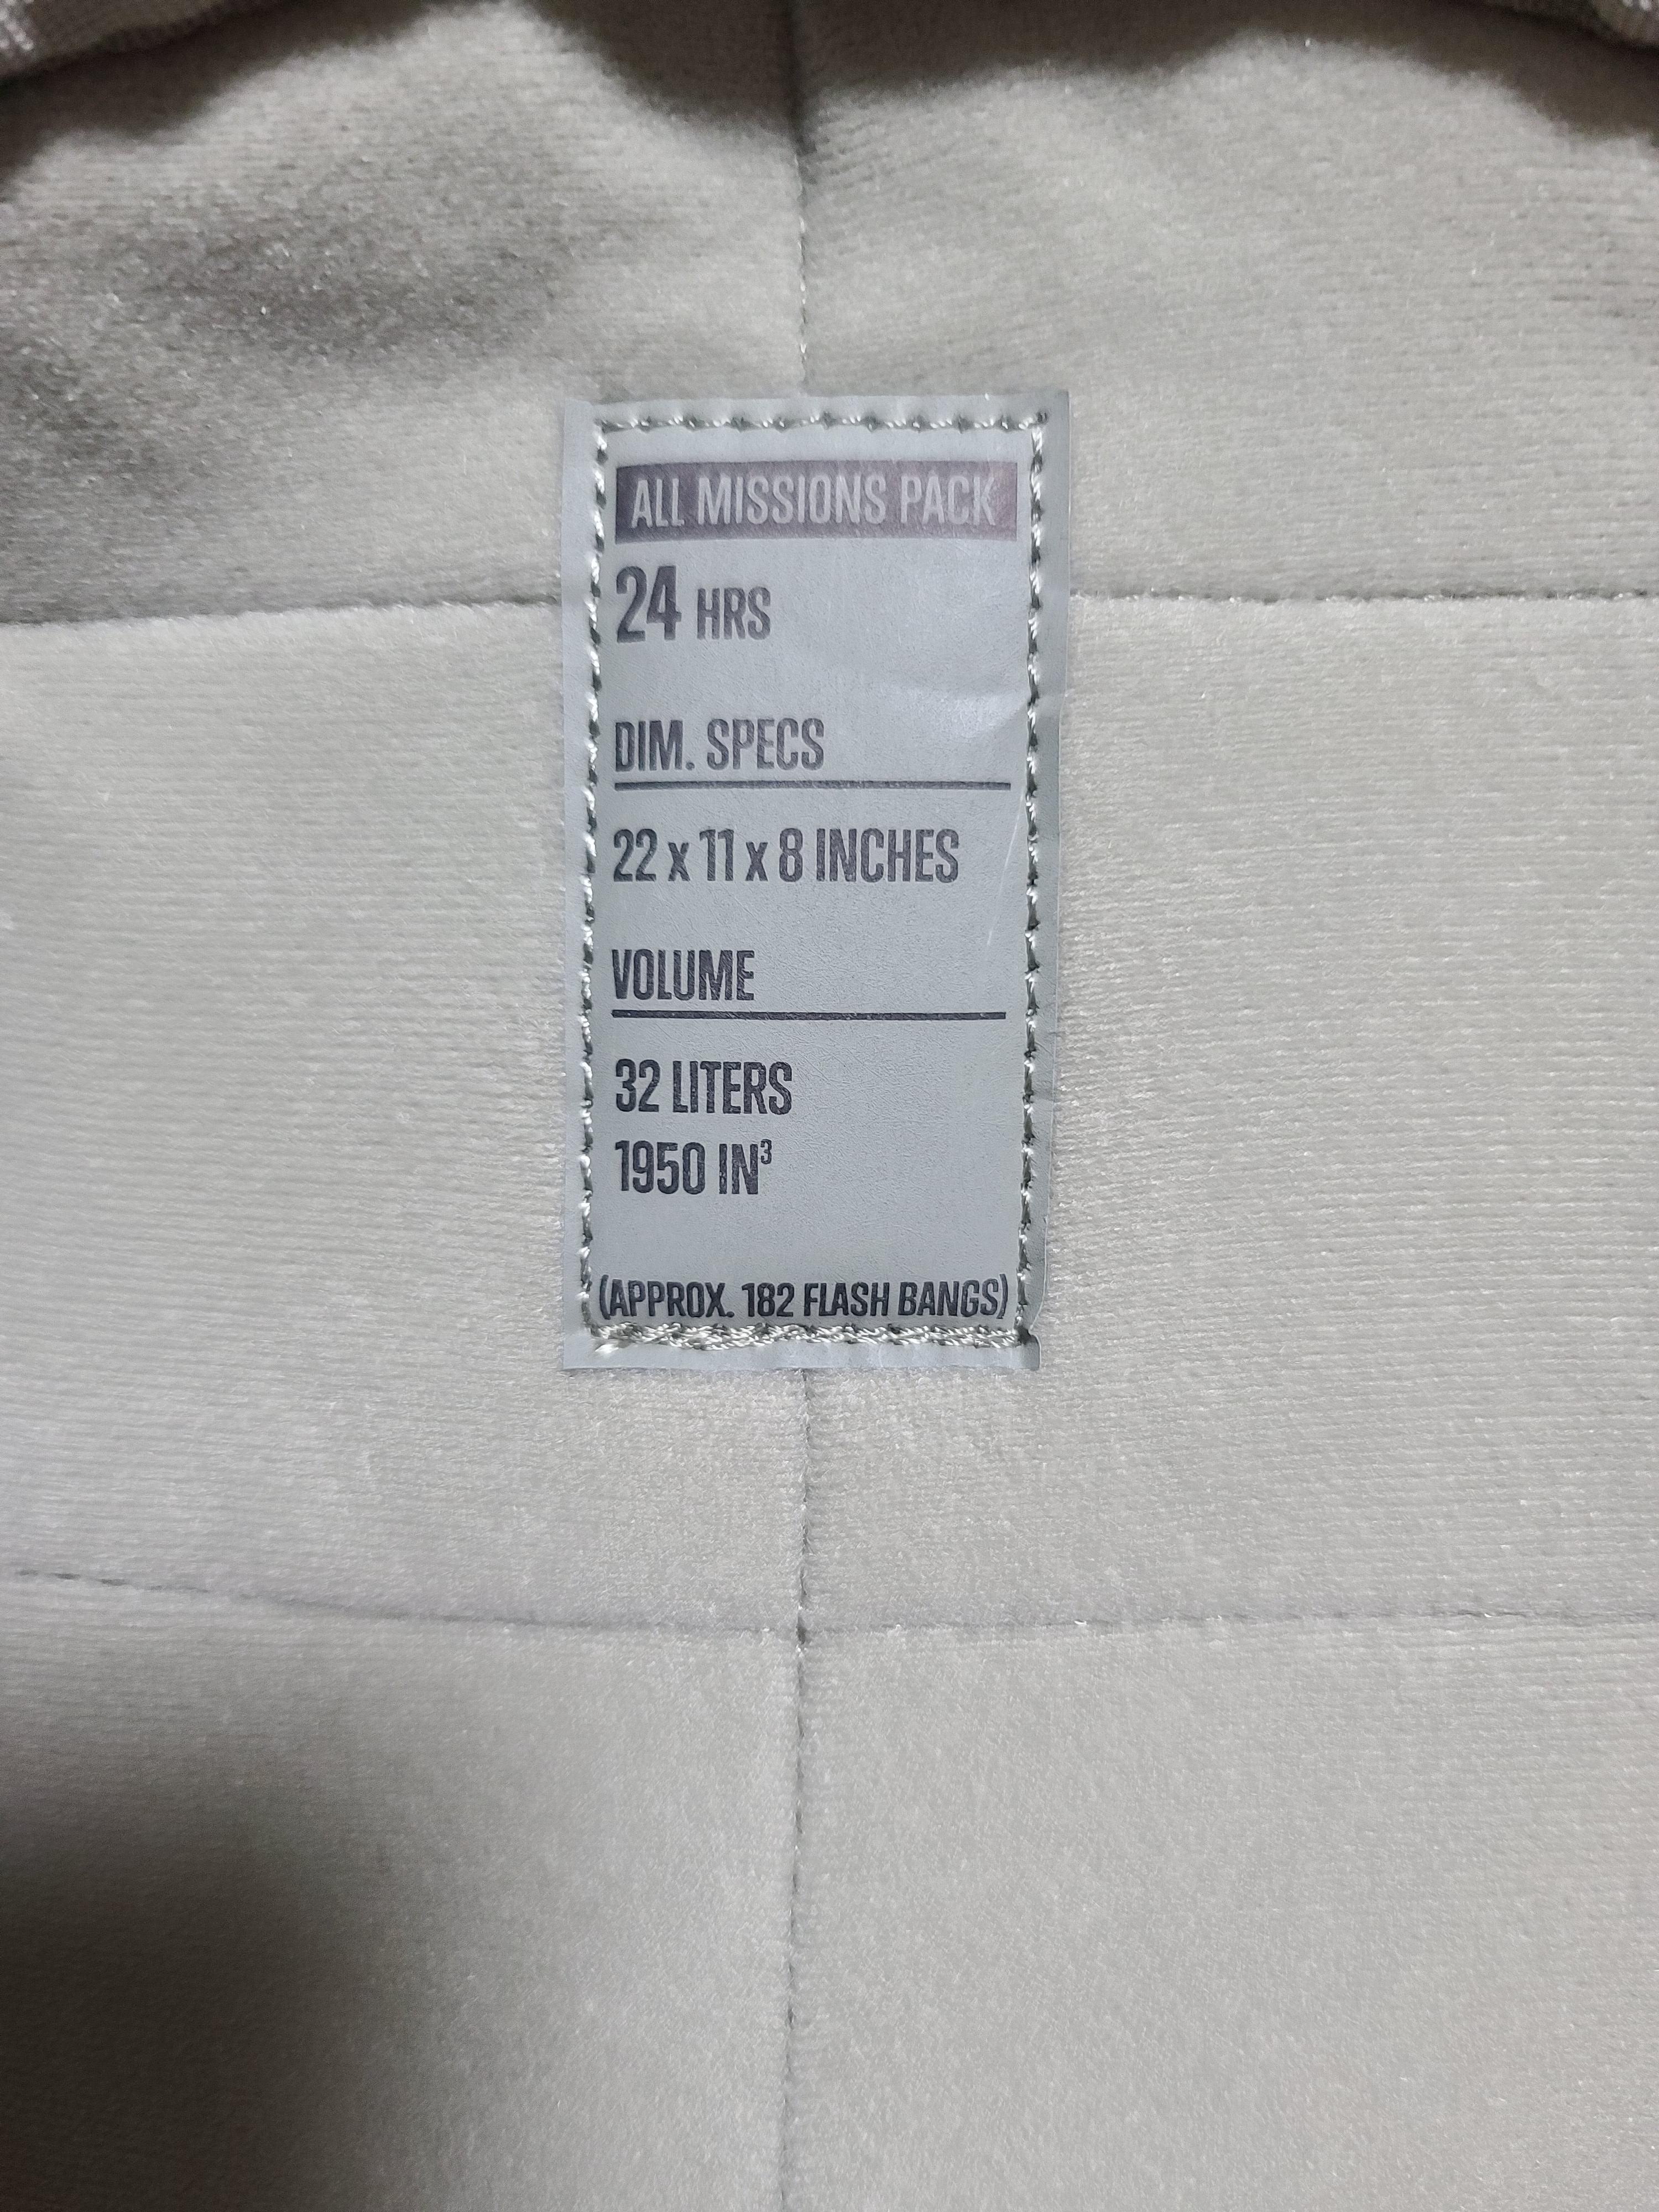 ALL MISSIONS PACK
24 HRS
DIM. SPECS
22 x 11 x 8 INCHES
VOLUME
32 LITERS
1950 IN³
(APPROX. 182 FLASH BANGS)